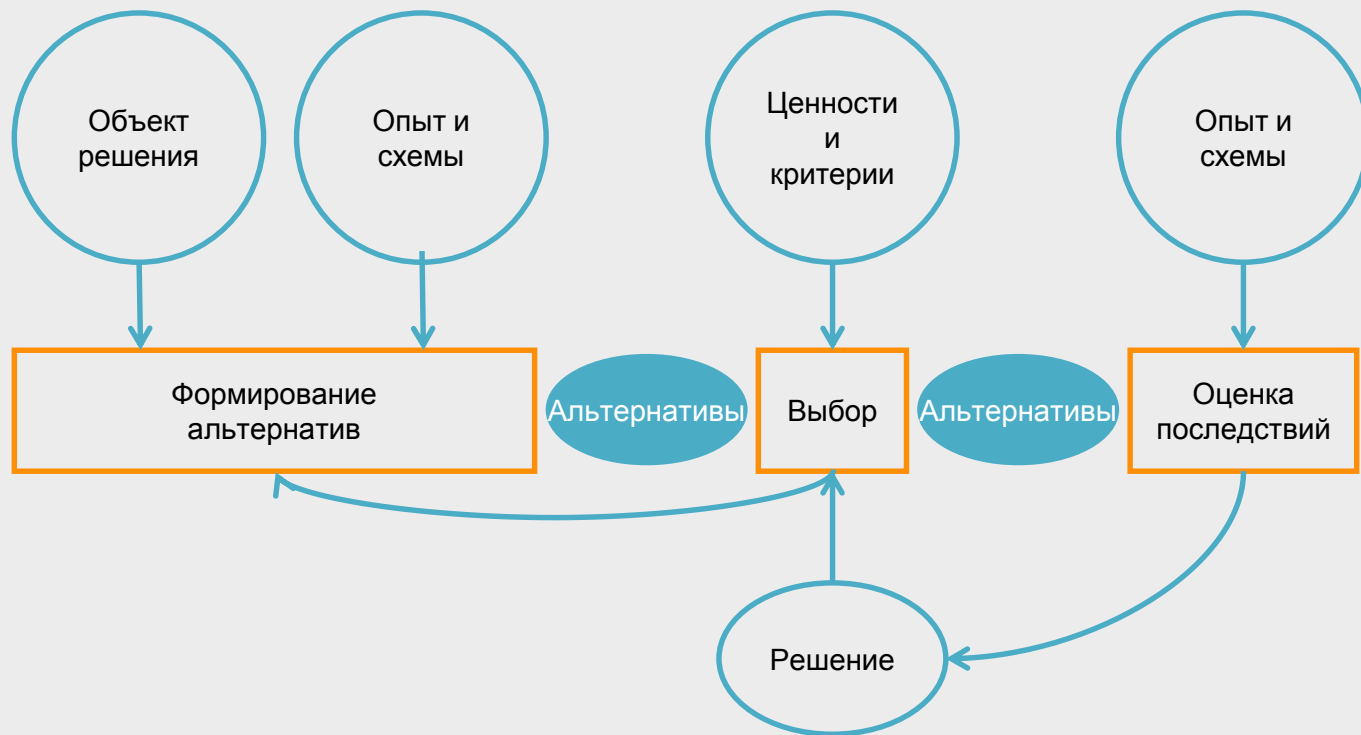 Объект
решения
Опыт и
схемы
Ценности
и
критерии
Опыт и
схемы
Формирование
альтернатив
Альтернативы
Выбор
Альтернативы
Оценка
последствий
Решение